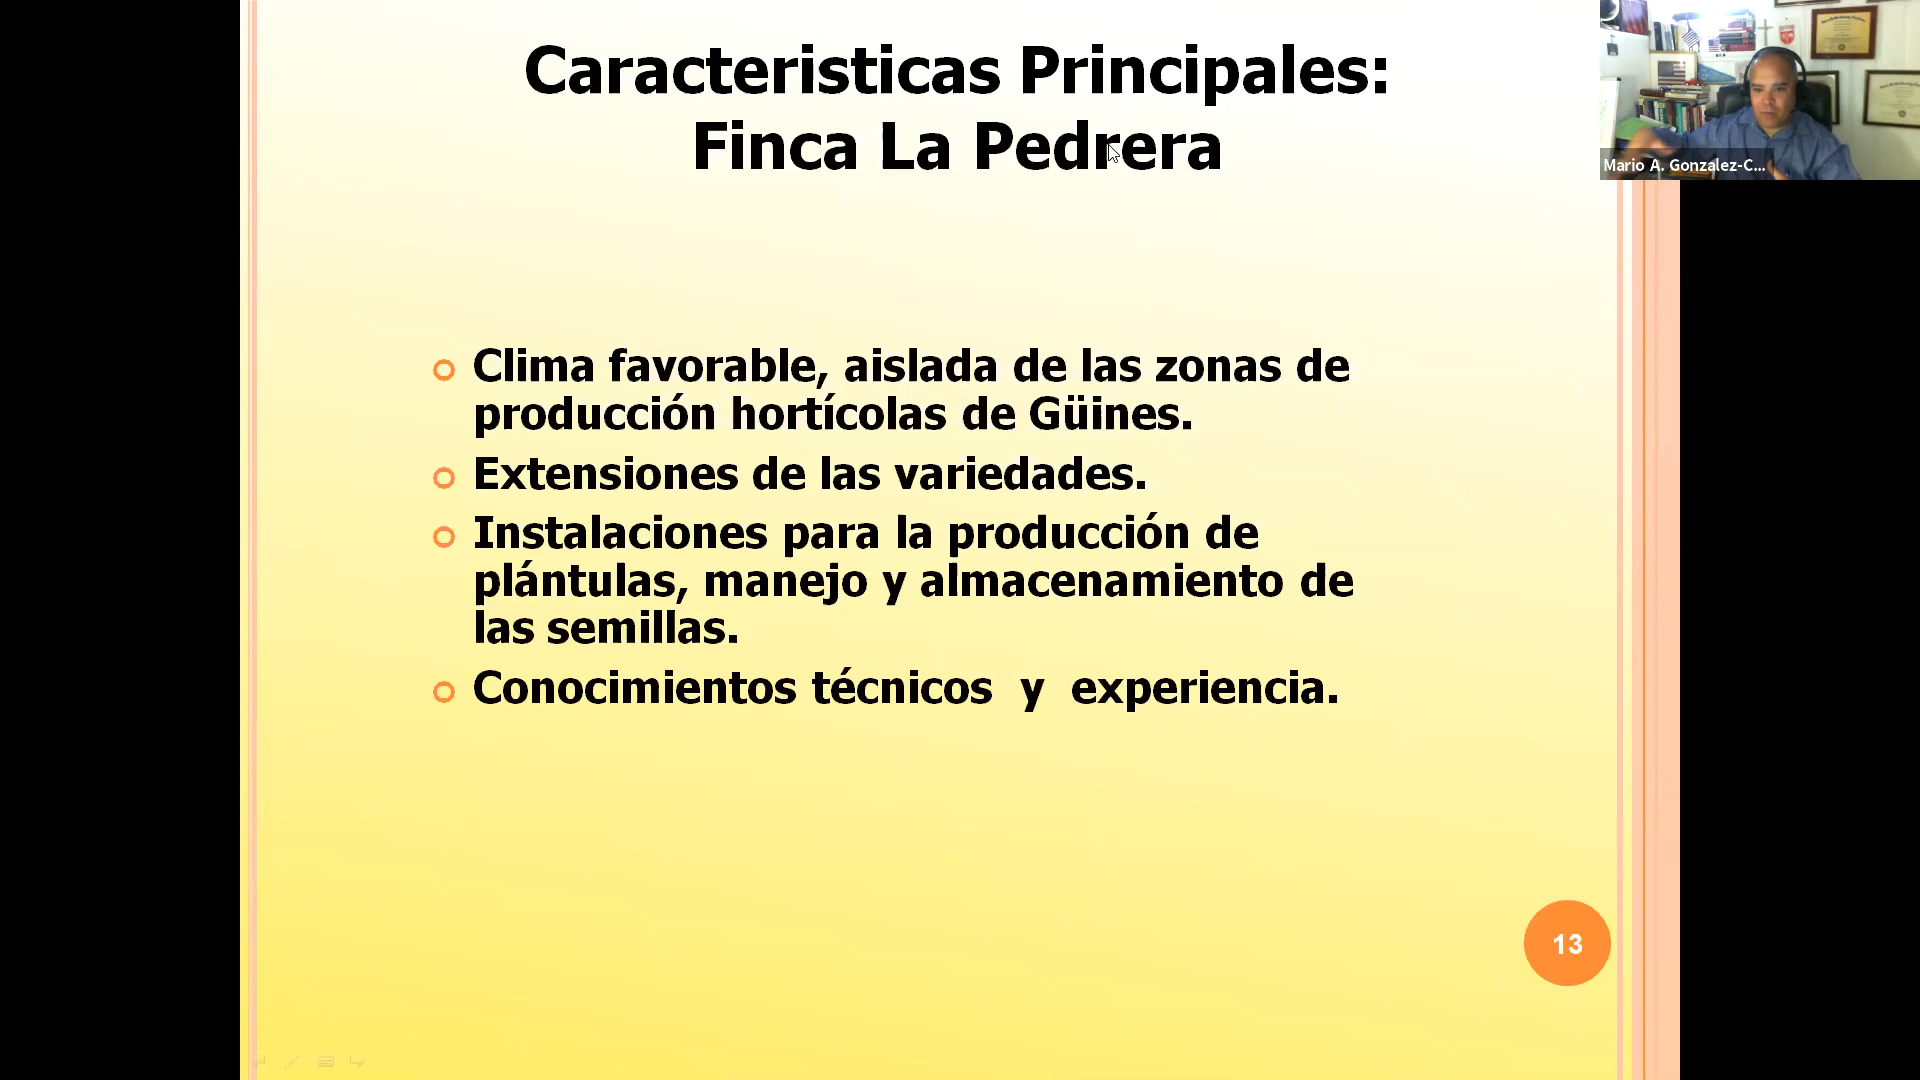 Caracteristicas Principales:
Finca La Pedrera
Mario A. Gonzalez-C...
Clima favorable, aislada de las zonas de
producción hortícolas de Güines.
Extensiones de las variedades.
Instalaciones para la producción de
plántulas, manejo y almacenamiento de
las semillas.
Conocimientos técnicos y experiencia.
13